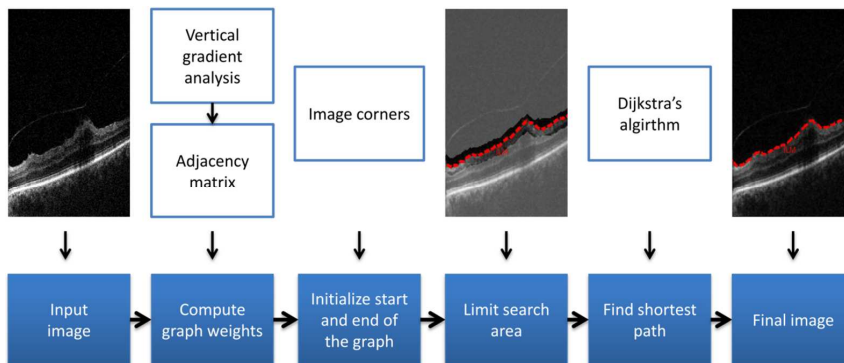 Vertical
gradient
analysis
Adjacency
matrix
Image corners
Dijkstra's
algirthm
Input
image
Compute
graph weights
Initialize start
and end of
the graph
Limit search
area
Find shortest
path
Final image